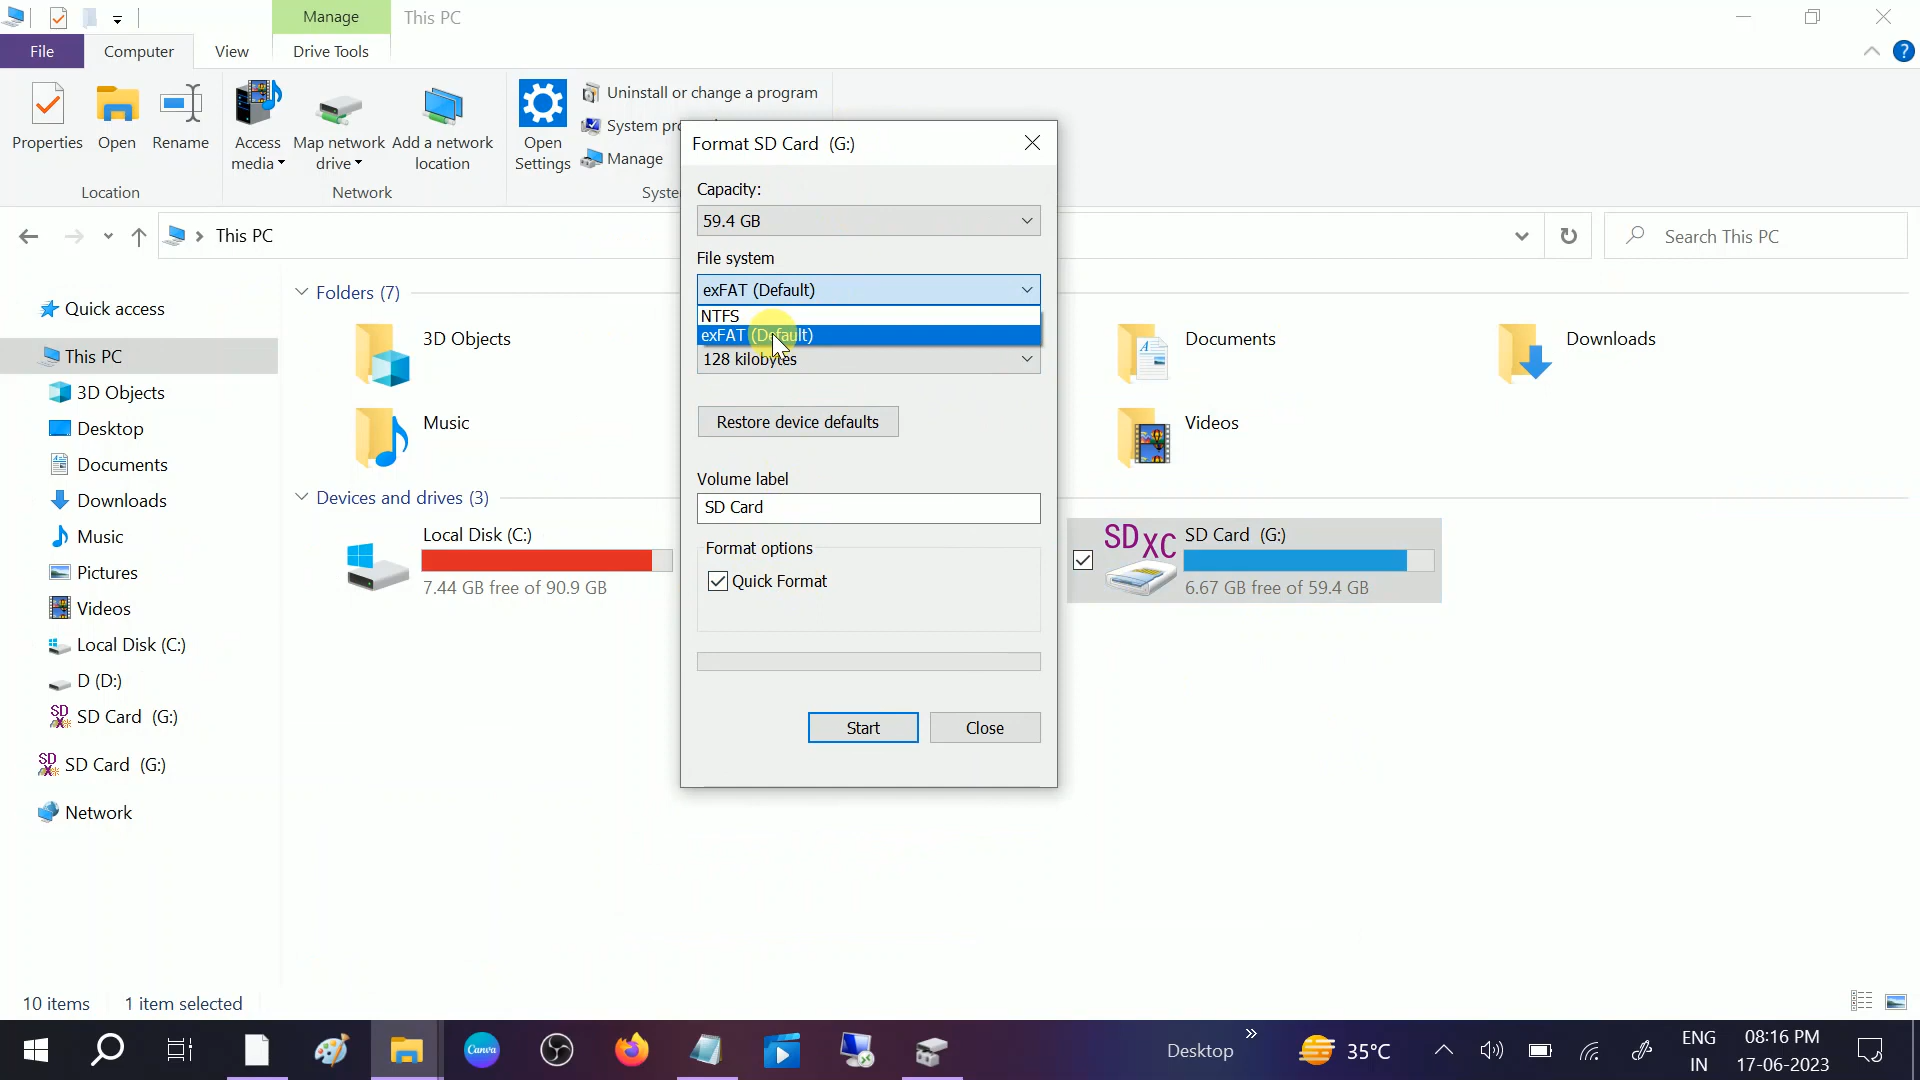 Manage
This PC
File
Computer
View
Drive Tools
Properties
Open
Rename
Access media
Map network drive
Add a network location
Open Settings
Uninstall or change a program
System pro
Manage
Location
Network
Syste
This PC
Search This PC
Quick access
This PC
3D Objects
Desktop
Documents
Downloads
Music
Pictures
Videos
Local Disk (C:)
D (D:)
SD Card (G:)
SD Card (G:)
Network
Folders (7)
3D Objects
Documents
Downloads
Music
Videos
Devices and drives (3)
Local Disk (C:)
7.44 GB free of 90.9 GB
SD XC
SD Card (G:)
6.67 GB free of 59.4 GB
Format SD Card (G:)
Capacity:
59.4 GB
File system
exFAT (Default)
NTFS
exFAT (Default)
128 kilobytes
Restore device defaults
Volume label
SD Card
Format options
Quick Format
Start
Close
10 items
1 item selected
Canva
Desktop
35°C
ENG
IN
08:16 PM
17-06-2023